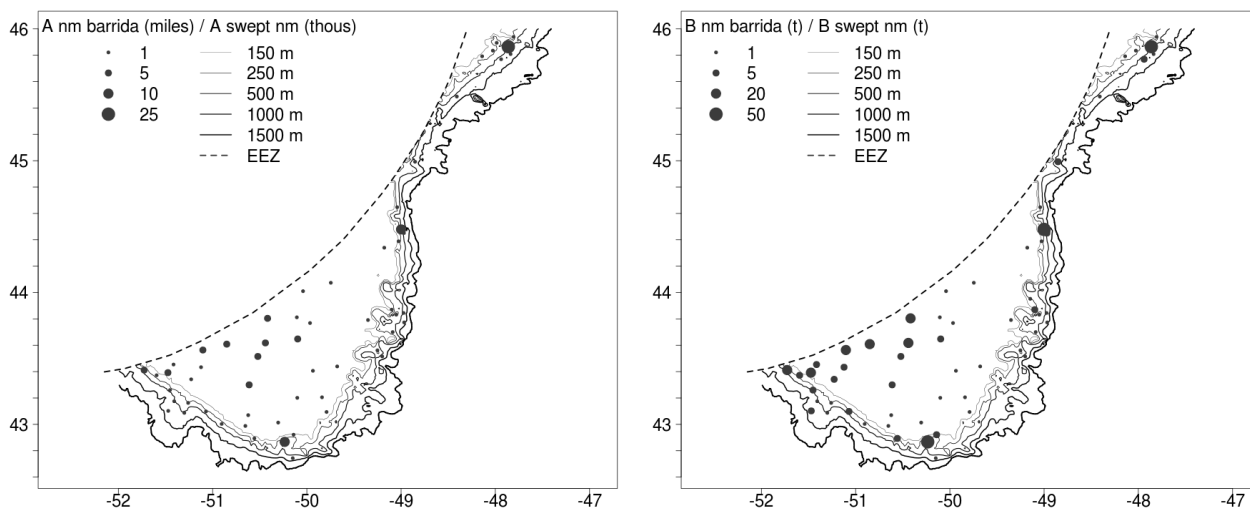 A nm barrida (miles) / A swept nm (thous)
1 150 m
5 250 m
10 500 m
25 1000 m
1500 m
EEZ
46
45
44
43
-52 -51 -50 -49 -48 -47
B nm barrida (t) / B swept nm (t)
1 150 m
5 250 m
20 500 m
50 1000 m
1500 m
EEZ
46
45
44
43
-52 -51 -50 -49 -48 -47